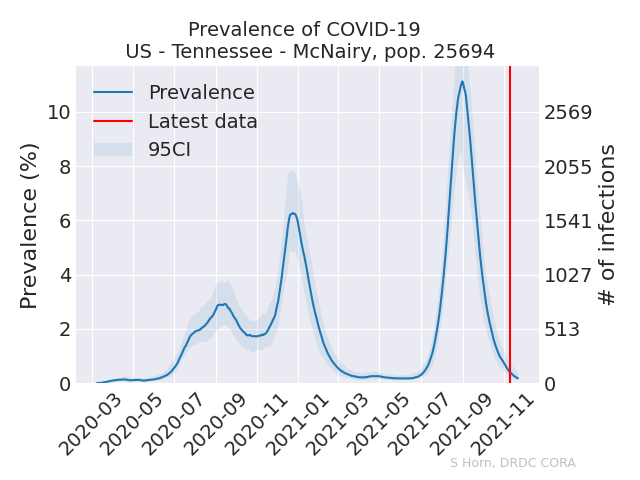 Prevalence of COVID-19
US - Tennessee - McNairy, pop. 25694
Prevalence
Latest data
95CI
Prevalence (%)
10
8
6
4
2
0
2569
2055
1541
1027
513
0
# of infections
2020-03
2020-05
2020-07
2020-09
2020-11
2021-01
2021-03
2021-05
2021-07
2021-09
2021-11
S Horn, DRDC CORA